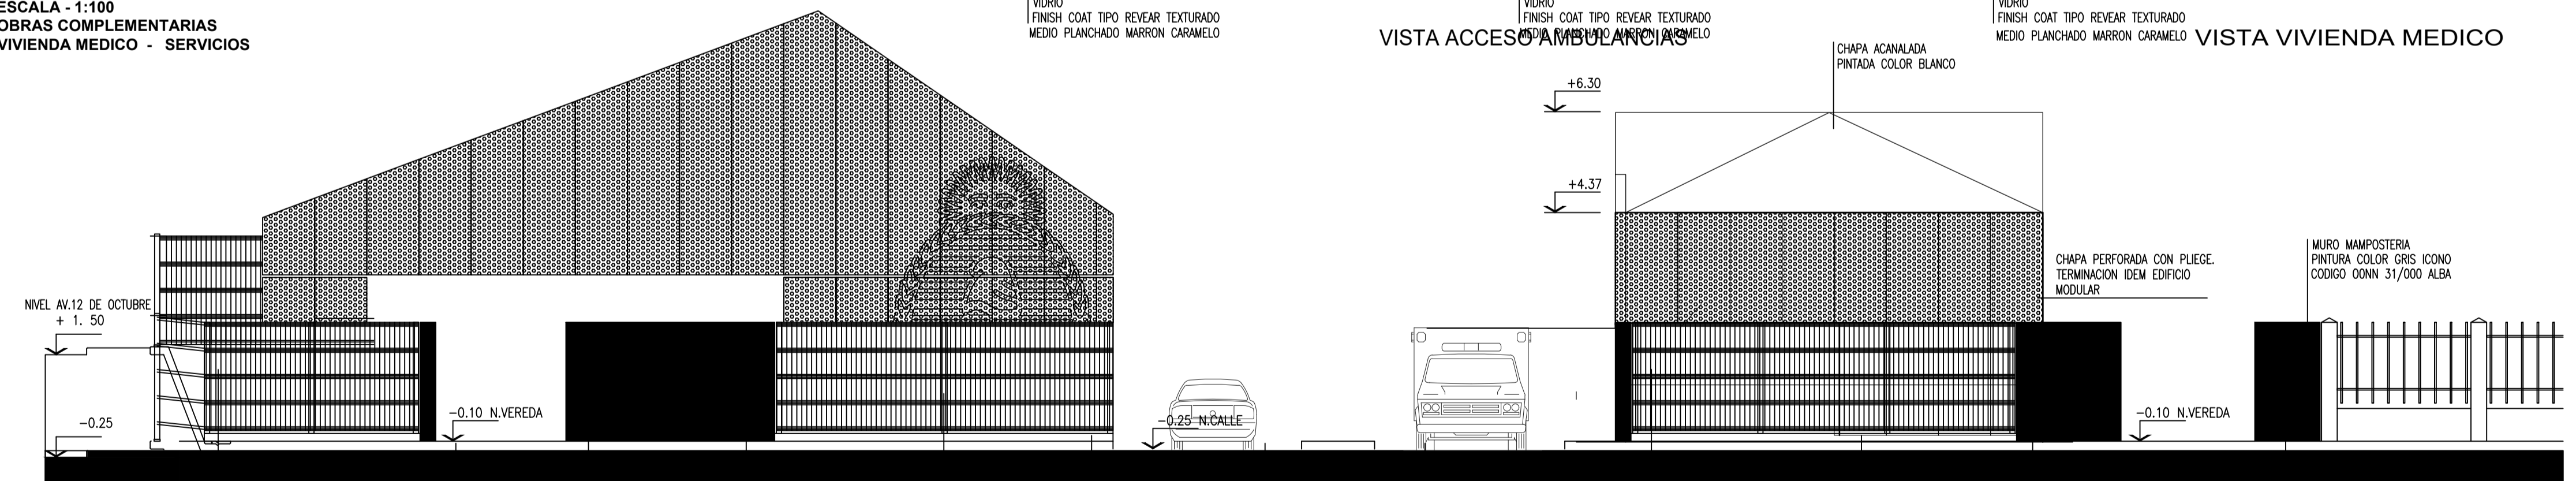 ESCALA - 1:100
OBRAS COMPLEMENTARIAS
VIVIENDA MEDICO - SERVICIOS
VIDRIO
FINISH COAT TIPO REVEAR TEXTURADO
MEDIO PLANCHADO MARRON CARAMELO
VIDRIO
FINISH COAT TIPO REVEAR TEXTURADO
MEDIO PLANCHADO MARRON CARAMELO
VISTA ACCESO AMBULANCIAS
VIDRIO
FINISH COAT TIPO REVEAR TEXTURADO
MEDIO PLANCHADO MARRON CARAMELO
VISTA VIVIENDA MEDICO
CHAPA ACANALADA
PINTADA COLOR BLANCO
+6.30
+4.37
MURO MAMPOSTERIA
PINTURA COLOR GRIS ICONO
CODIGO OONN 31/000 ALBA
CHAPA PERFORADA CON PLIEGE.
TERMINACION IDEM EDIFICIO
MODULAR
NIVEL AV.12 DE OCTUBRE
+ 1. 50
-0.25
-0.10 N.VEREDA
-0.25 N.CALLE
-0.10 N.VEREDA